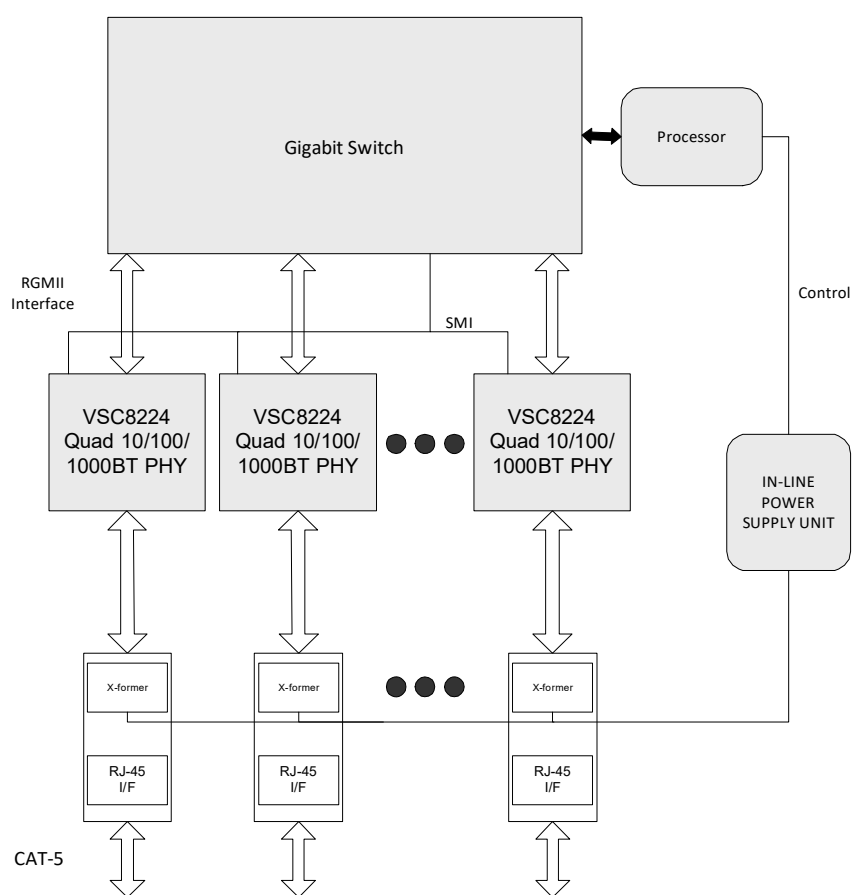 Gigabit Switch
Processor
RGMII
Interface
SMI
Control
VSC8224
Quad 10/100/
1000BT PHY
VSC8224
Quad 10/100/
1000BT PHY
VSC8224
Quad 10/100/
1000BT PHY
IN-LINE
POWER
SUPPLY UNIT
X-former
X-former
X-former
RJ-45
I/F
RJ-45
I/F
RJ-45
I/F
CAT-5